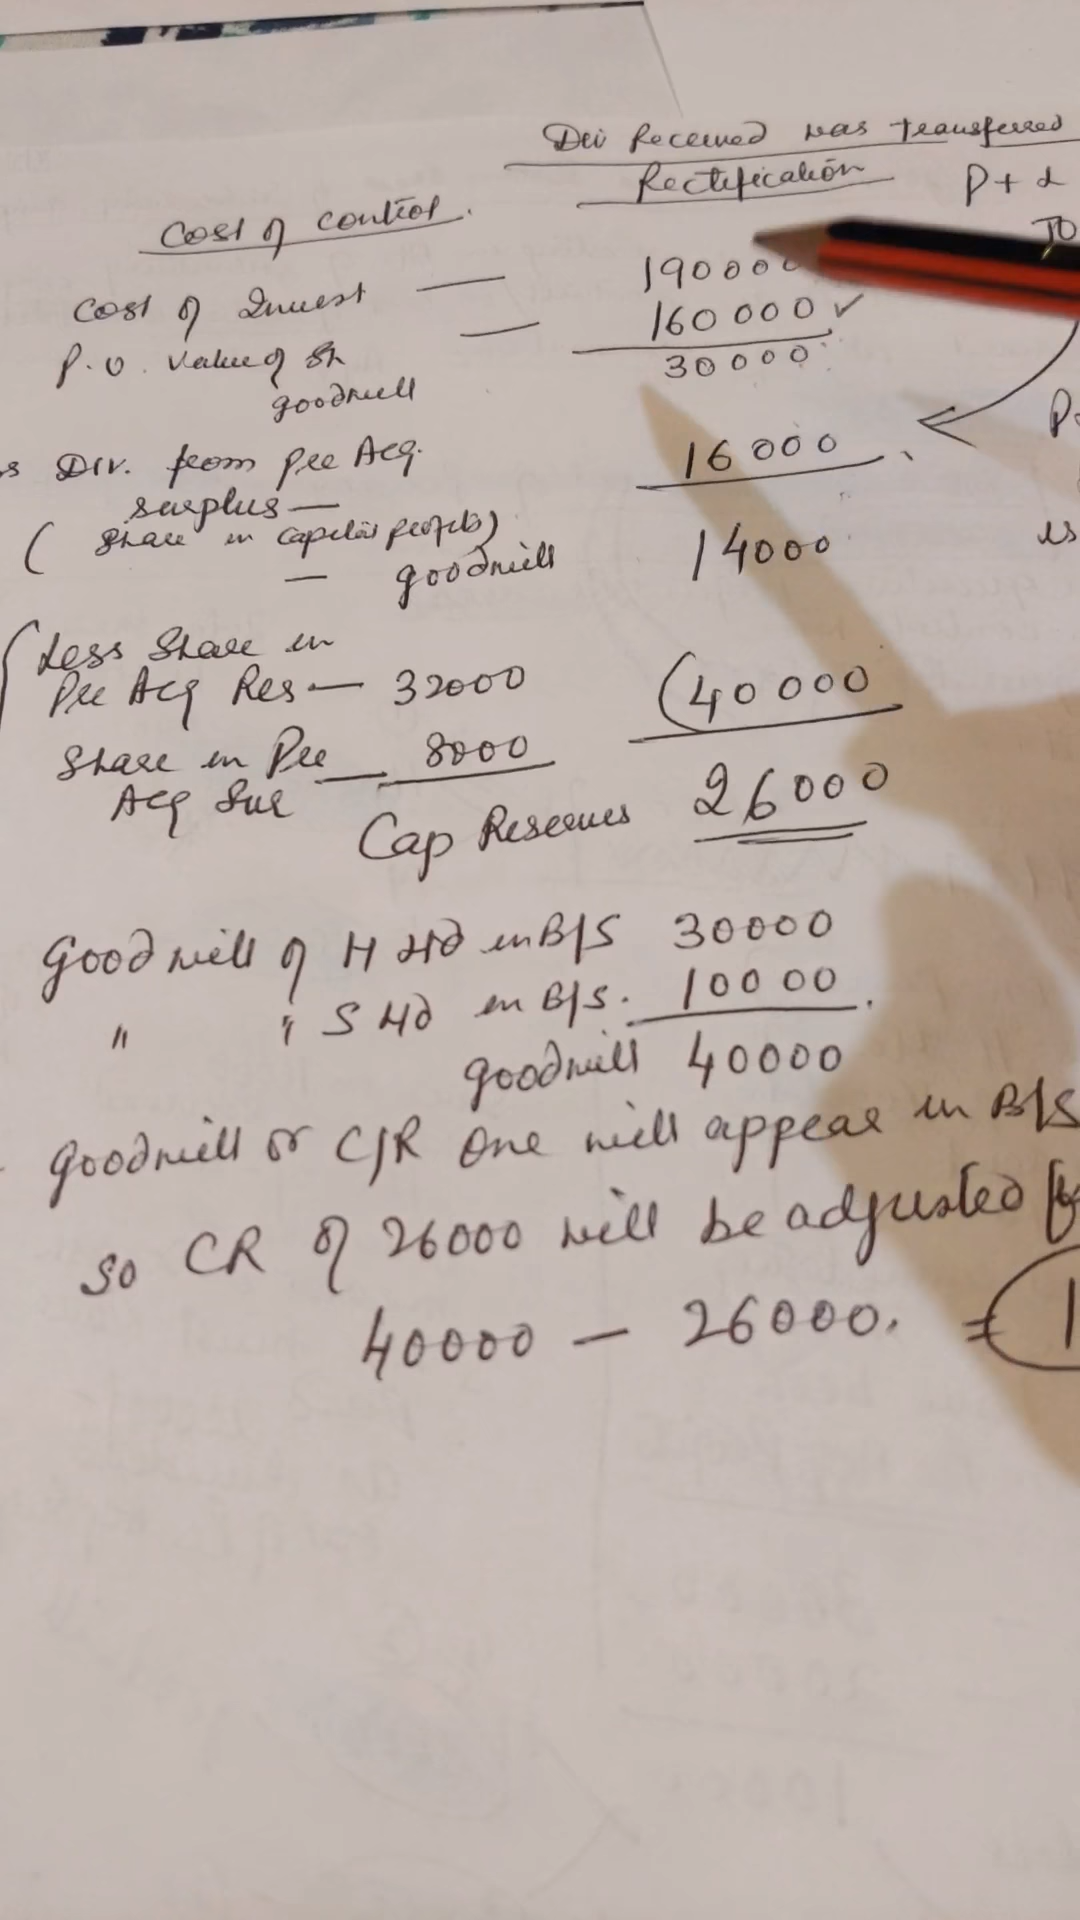 Div Received was transferred
Rectification
P+L
TO
Cost of control.
Cost of Invest — 190000
P.U. Value of Sh — 160000 ✓
goodwill 30000
s Div. from Pre Acq. 16000
surplus —
(Share in capital profits)
— goodwill 14000
Less Share in
Pre Acq Res — 32000 (40000
Share in Pre — 8000
Acq Sur
Cap Reserves 26000
Goodwill of H Ltd in B/S 30000
" " S Ltd in B/S. 10000
goodwill 40000
goodwill or C/R one will appear in B/S
so CR of 26000 will be adjusted
40000 — 26000. =